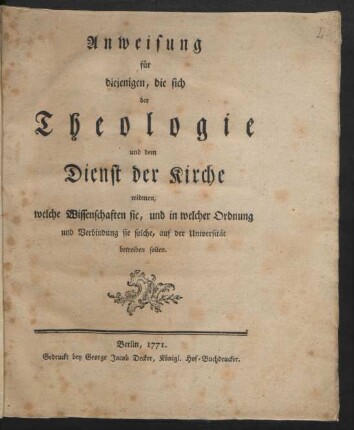 Anweisung
für
diejenigen, die sich
der
Theologie
und dem
Dienst der Kirche
widmen;
welche Wissenschaften sie, und in welcher Ordnung
und Verbindung sie solche, auf der Universität
betreiben sollen.
Berlin, 1771.
Gedruckt bey George Jacob Decker, Königl. Hof-Buchdrucker.